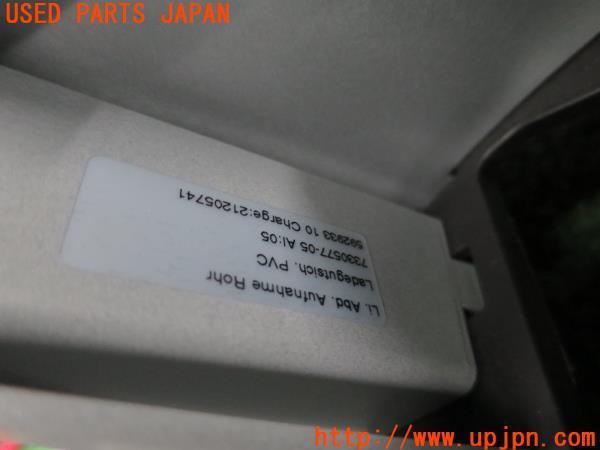 USED PARTS JAPAN
Li. Abd. Aufnahme Rohr
Ladegutsich. PVC
7330577-05 AI:05
592933 10 Charge:21205741
http://www.upjpn.com